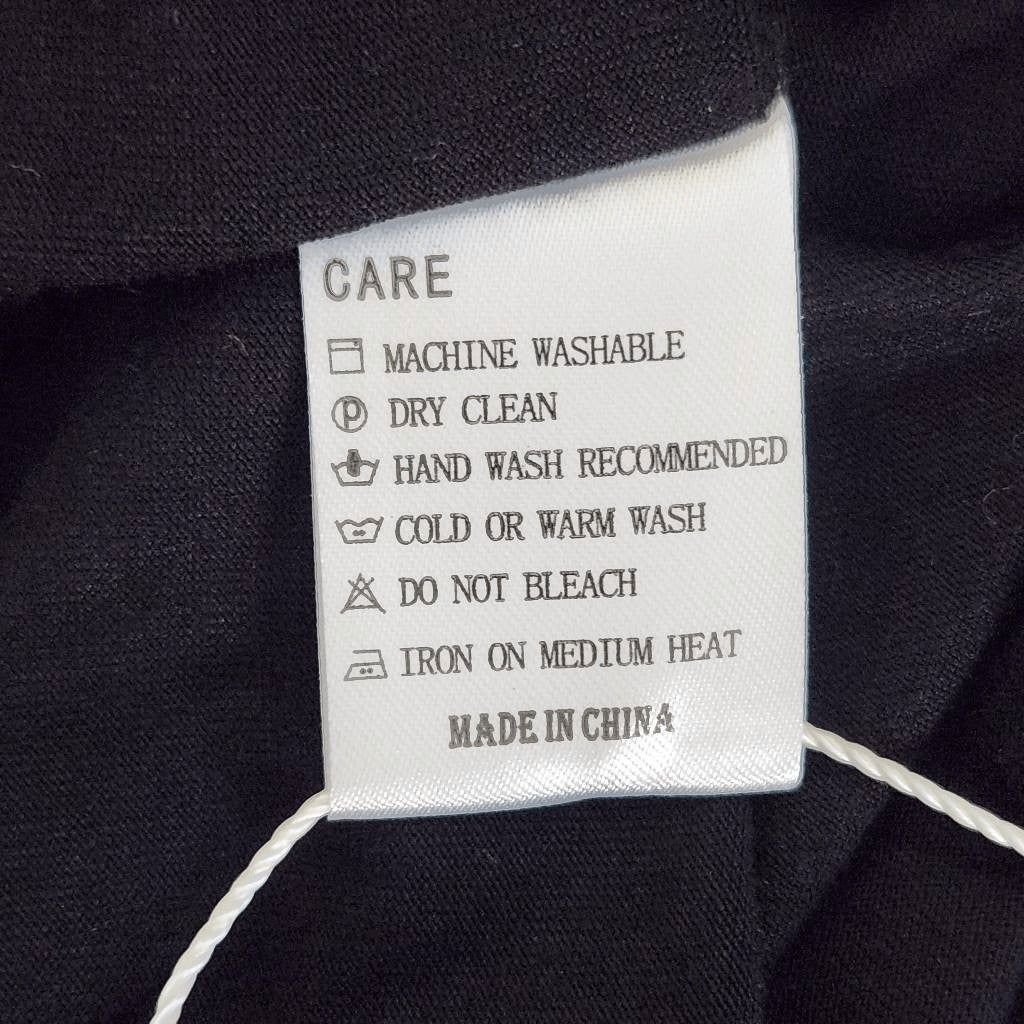 CARE
MACHINE WASHABLE
P DRY CLEAN
HAND WASH RECOMMENDED
COLD OR WARM WASH
DO NOT BLEACH
IRON ON MEDIUM HEAT
MADE IN CHINA